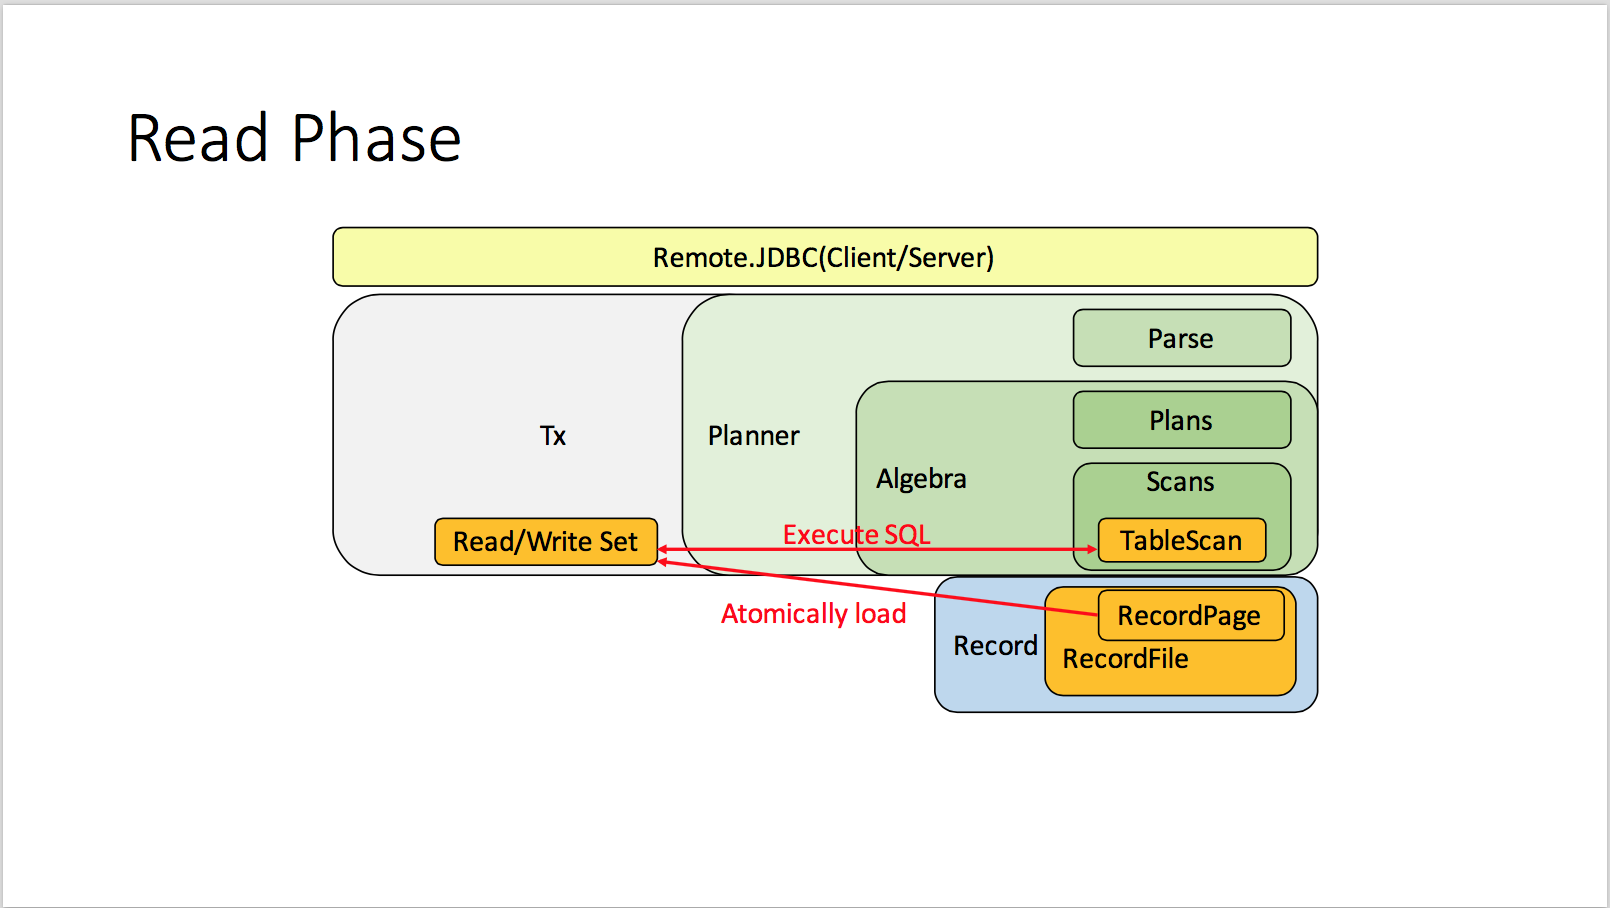 Read Phase
Remote.JDBC(Client/Server)
Parse
Plans
Tx
Planner
Algebra
Scans
Execute SQL
Read/Write Set
TableScan
Atomically load
RecordPage
Record
RecordFile